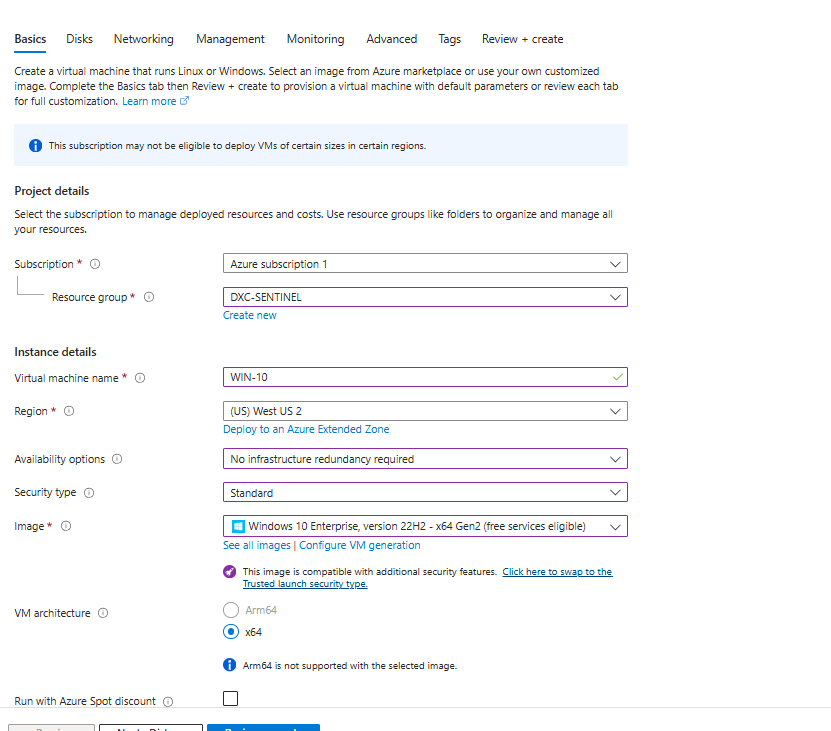 Basics Disks Networking Management Monitoring Advanced Tags Review + create
Create a virtual machine that runs Linux or Windows. Select an image from Azure marketplace or use your own customized
image. Complete the Basics tab then Review + create to provision a virtual machine with default parameters or review each tab
for full customization. Learn more
This subscription may not be eligible to deploy VMs of certain sizes in certain regions.
Project details
Select the subscription to manage deployed resources and costs. Use resource groups like folders to organize and manage all
your resources.
Subscription * Azure subscription 1
Resource group * DXC-SENTINEL
Create new
Instance details
Virtual machine name * WIN-10
Region * (US) West US 2
Deploy to an Azure Extended Zone
Availability options No infrastructure redundancy required
Security type Standard
Image * Windows 10 Enterprise, version 22H2 - x64 Gen2 (free services eligible)
See all images | Configure VM generation
This image is compatible with additional security features. Click here to swap to the
Trusted launch security type.
VM architecture Arm64
x64
Arm64 is not supported with the selected image.
Run with Azure Spot discount